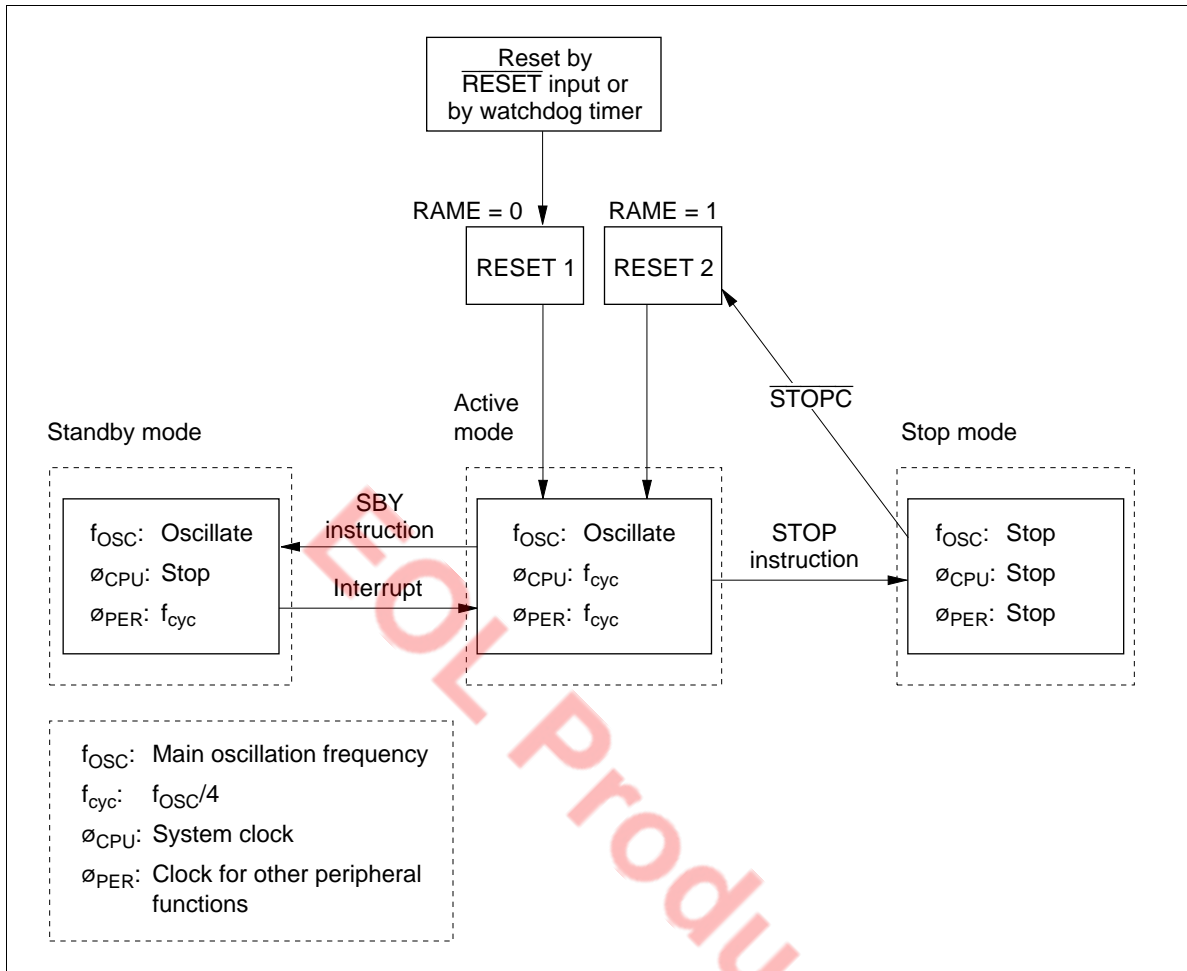 Reset by
RESET input or
by watchdog timer
RAME = 0
RAME = 1
RESET 1
RESET 2
STOPC
Standby mode
Active
mode
Stop mode
fOSC: Oscillate
øCPU: Stop
øPER: fcyc
SBY
instruction
Interrupt
fOSC: Oscillate
øCPU: fcyc
øPER: fcyc
STOP
instruction
fOSC: Stop
øCPU: Stop
øPER: Stop
fOSC: Main oscillation frequency
fcyc: fOSC/4
øCPU: System clock
øPER: Clock for other peripheral
functions
EOL Produ